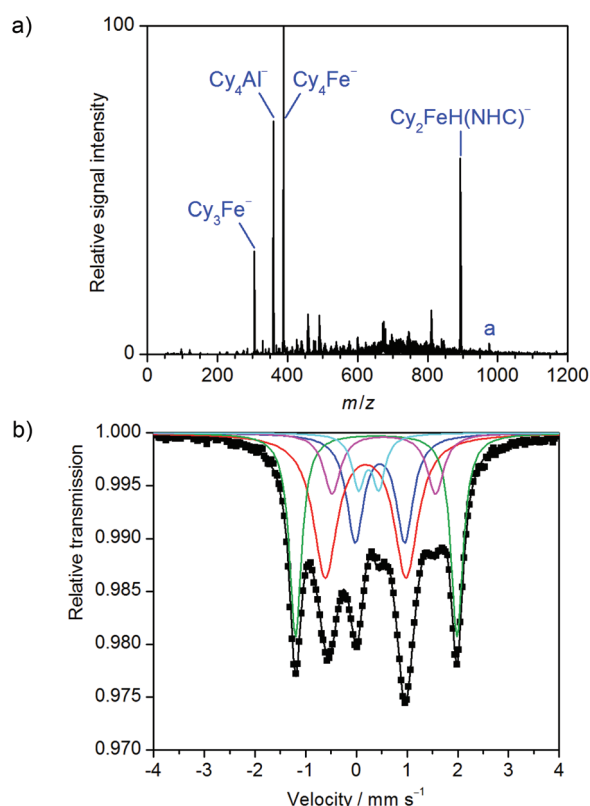 a)
100
Cy₄Al⁻
Cy₄Fe⁻
Cy₂FeH(NHC)⁻
Cy₃Fe⁻
a
Relative signal intensity
0
0 200 400 600 800 1000 1200
m/z
b)
1.000
0.995
0.990
0.985
0.980
0.975
0.970
Relative transmission
-4 -3 -2 -1 0 1 2 3 4
Velocity / mm s⁻¹